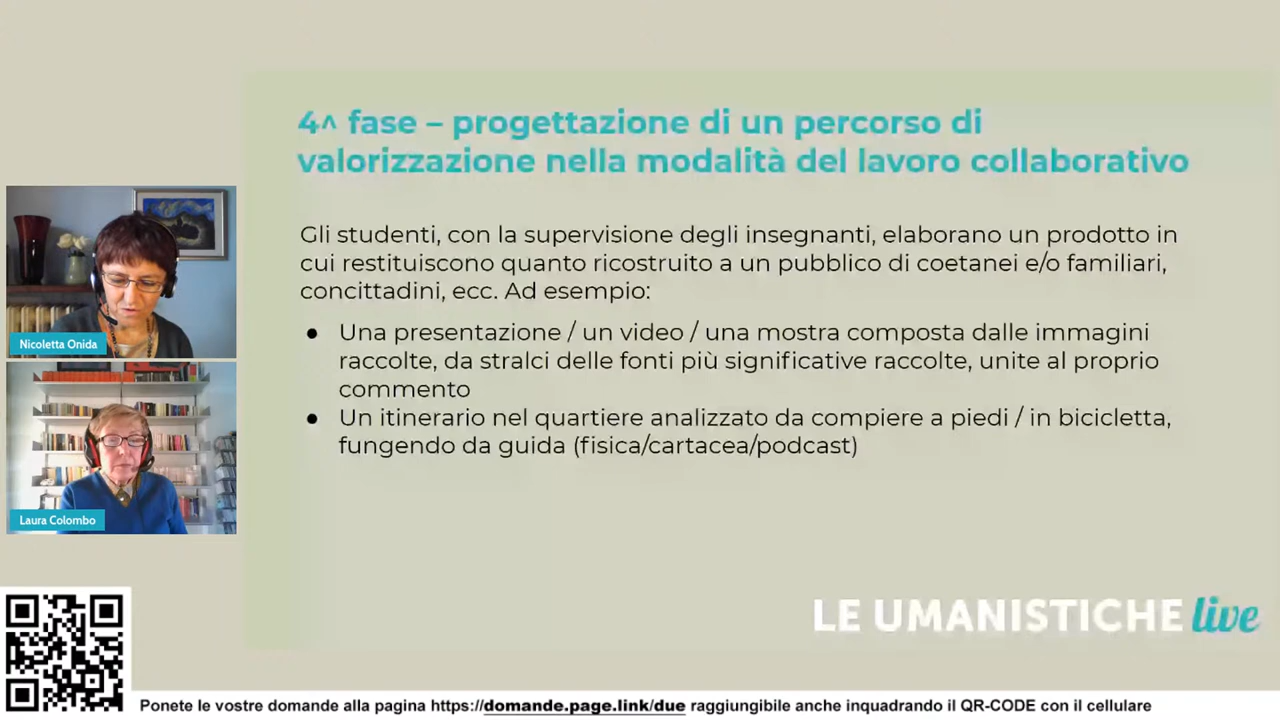 4^ fase – progettazione di un percorso di
valorizzazione nella modalità del lavoro collaborativo
Gli studenti, con la supervisione degli insegnanti, elaborano un prodotto in
cui restituiscono quanto ricostruito a un pubblico di coetanei e/o familiari,
concittadini, ecc. Ad esempio:
● Una presentazione / un video / una mostra composta dalle immagini
raccolte, da stralci delle fonti più significative raccolte, unite al proprio
commento
● Un itinerario nel quartiere analizzato da compiere a piedi / in bicicletta,
fungendo da guida (fisica/cartacea/podcast)
Nicoletta Onida
Laura Colombo
LE UMANISTICHE live
Ponete le vostre domande alla pagina https://domande.page.link/due raggiungibile anche inquadrando il QR-CODE con il cellulare